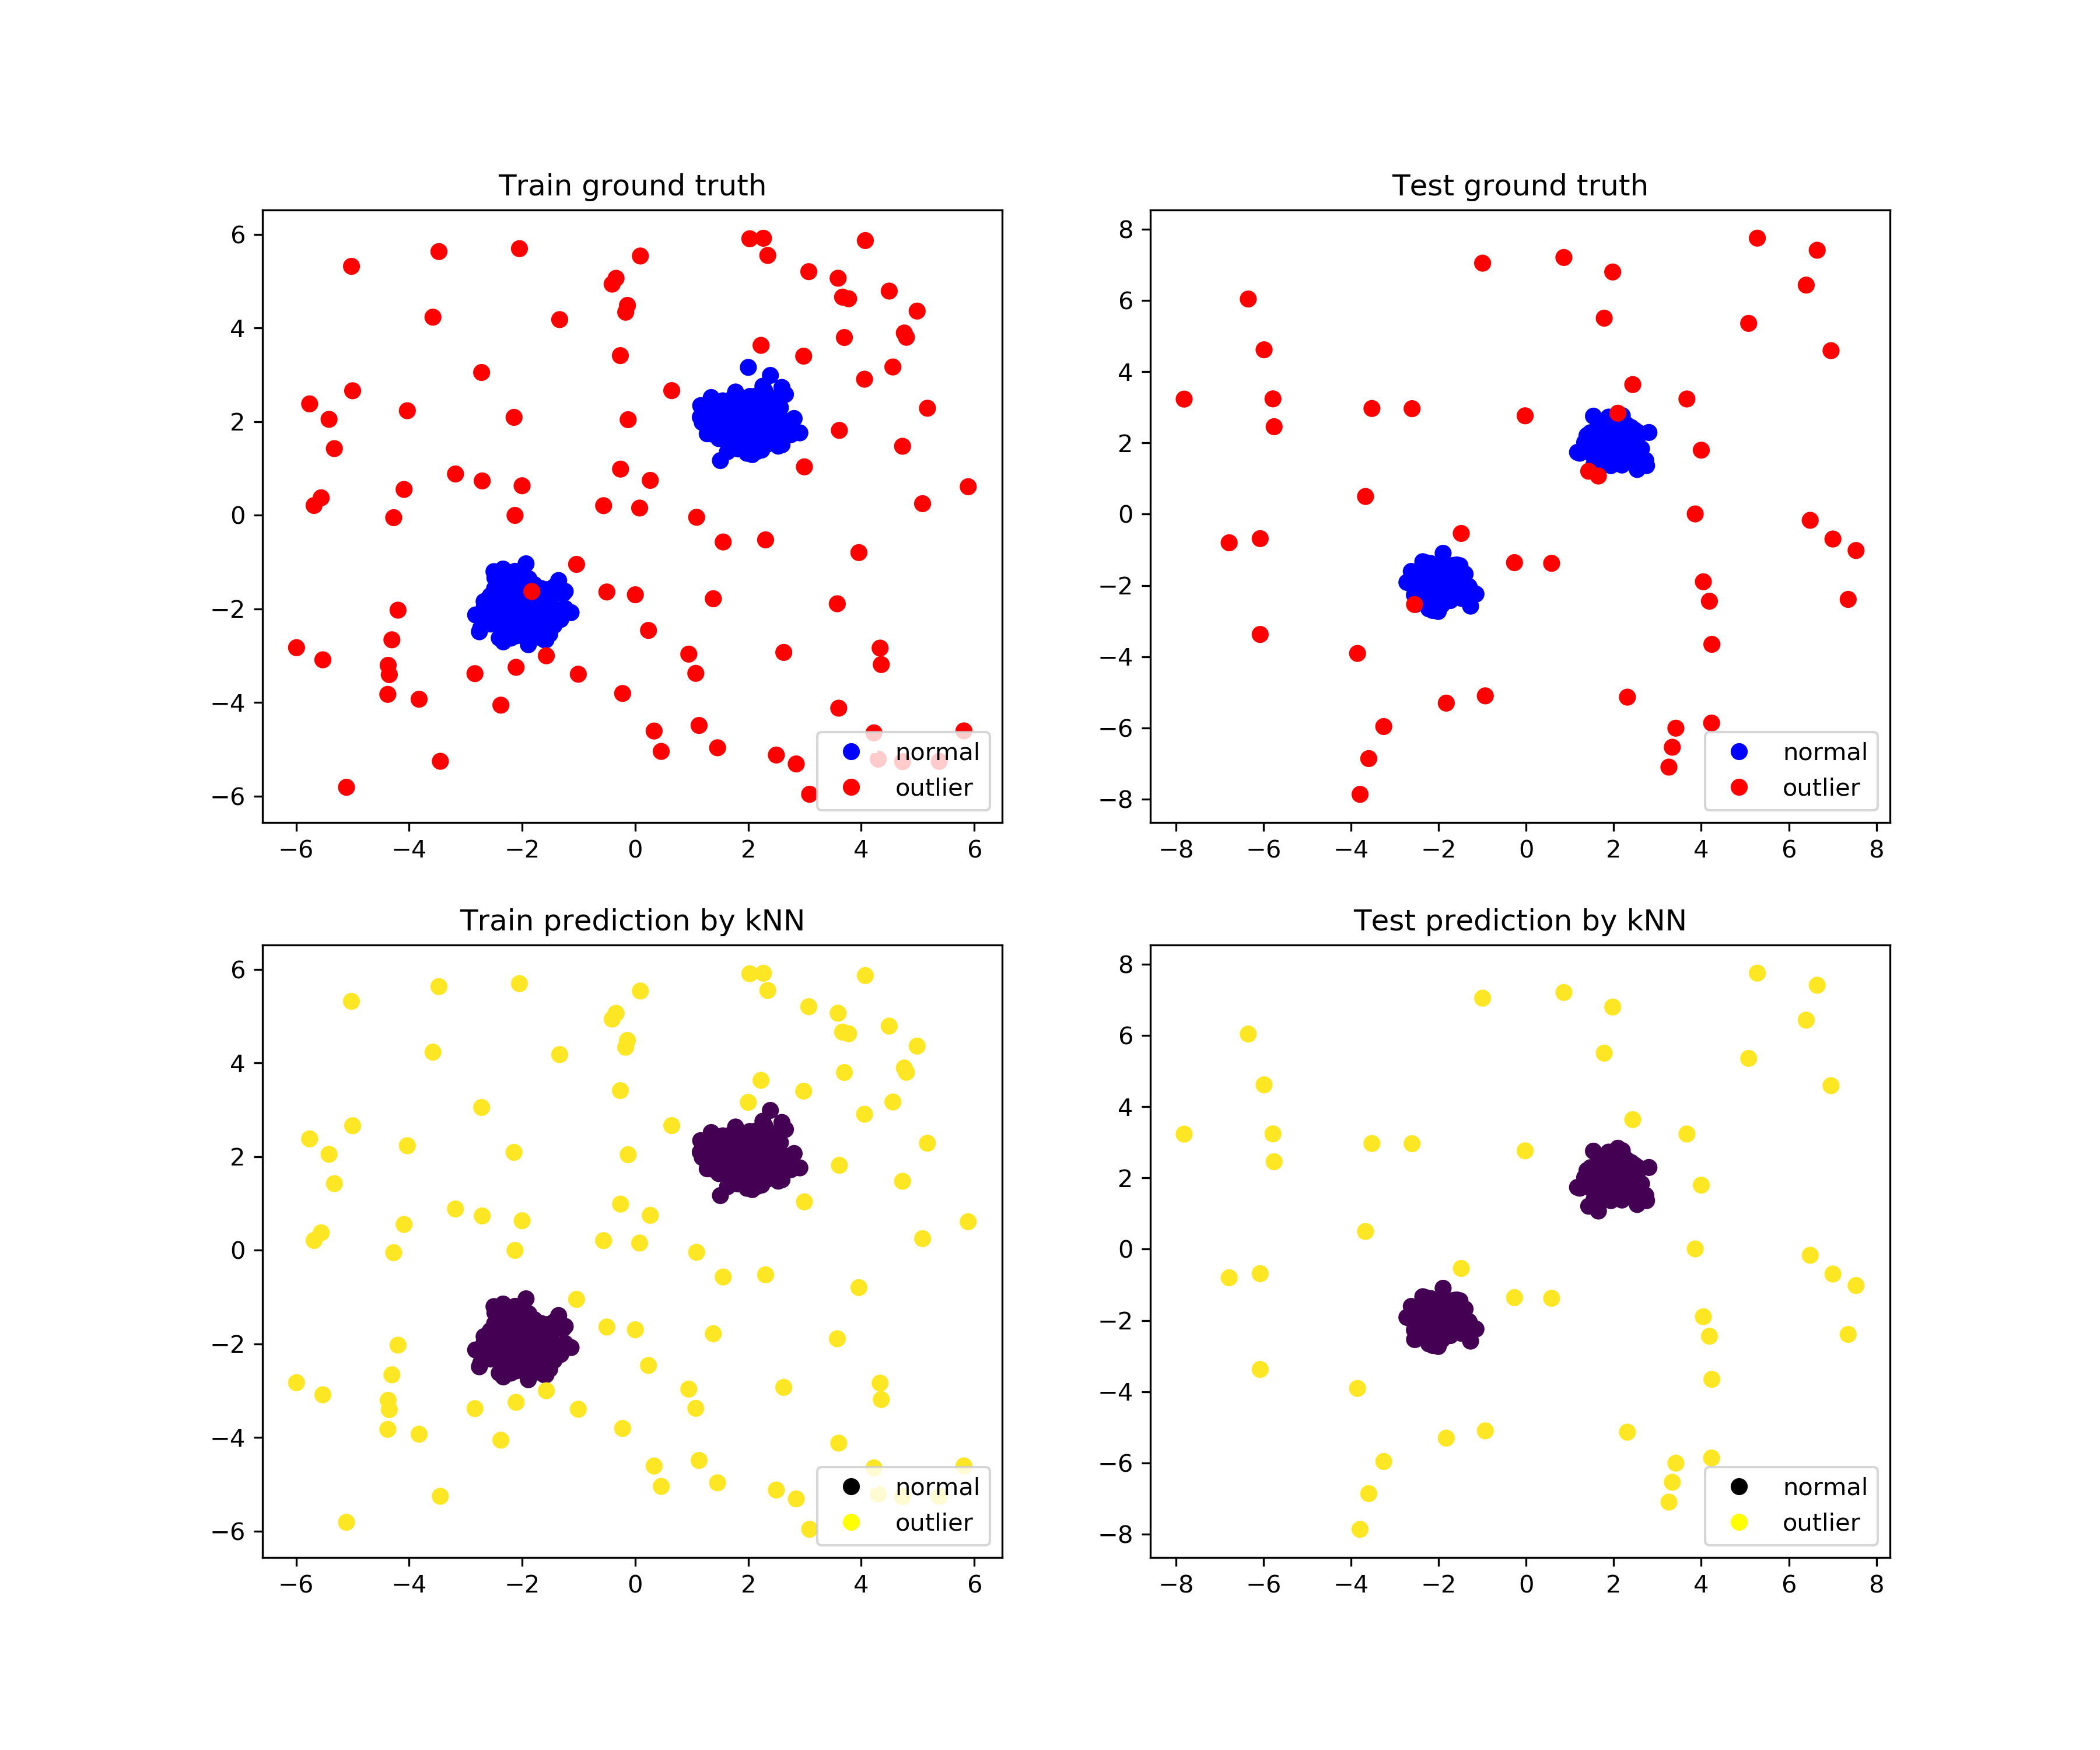 Train ground truth
6
4
2
0
−2
−4
−6
−6 −4 −2 0 2 4 6
normal
outlier
Test ground truth
8
6
4
2
0
−2
−4
−6
−8
−8 −6 −4 −2 0 2 4 6 8
normal
outlier
Train prediction by kNN
6
4
2
0
−2
−4
−6
−6 −4 −2 0 2 4 6
normal
outlier
Test prediction by kNN
8
6
4
2
0
−2
−4
−6
−8
−8 −6 −4 −2 0 2 4 6 8
normal
outlier